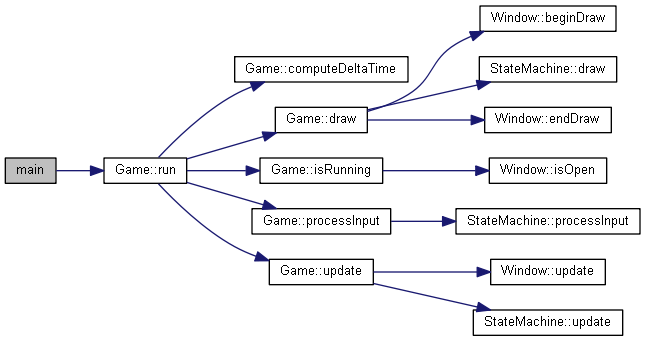 main
Game::run
Game::computeDeltaTime
Game::draw
Window::beginDraw
StateMachine::draw
Window::endDraw
Game::isRunning
Window::isOpen
Game::processInput
StateMachine::processInput
Game::update
Window::update
StateMachine::update